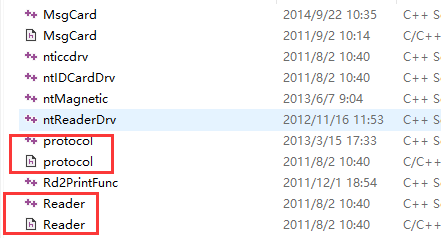 MsgCard 2014/9/22 10:35 C++ S
MsgCard 2011/9/2 10:14 C/C++
nticcdrv 2011/8/2 10:40 C++ S
ntIDCardDrv 2011/8/2 10:40 C++ S
ntMagnetic 2013/6/7 9:04 C++ S
ntReaderDrv 2012/11/16 11:53 C++ S
protocol 2013/3/15 17:33 C++ S
protocol 2011/8/2 10:40 C/C++
Rd2PrintFunc 2011/12/1 18:54 C++ S
Reader 2011/8/2 10:40 C++ S
Reader 2011/8/2 10:40 C/C++